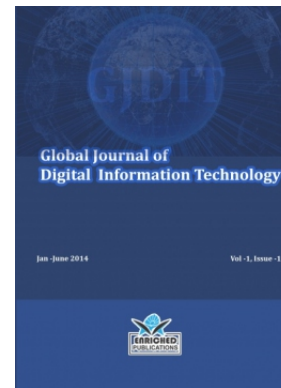 GJDIT
Global Journal of
Digital Information Technology
Jan -June 2014 Vol -1, Issue -1
ENRICHED
PUBLICATIONS